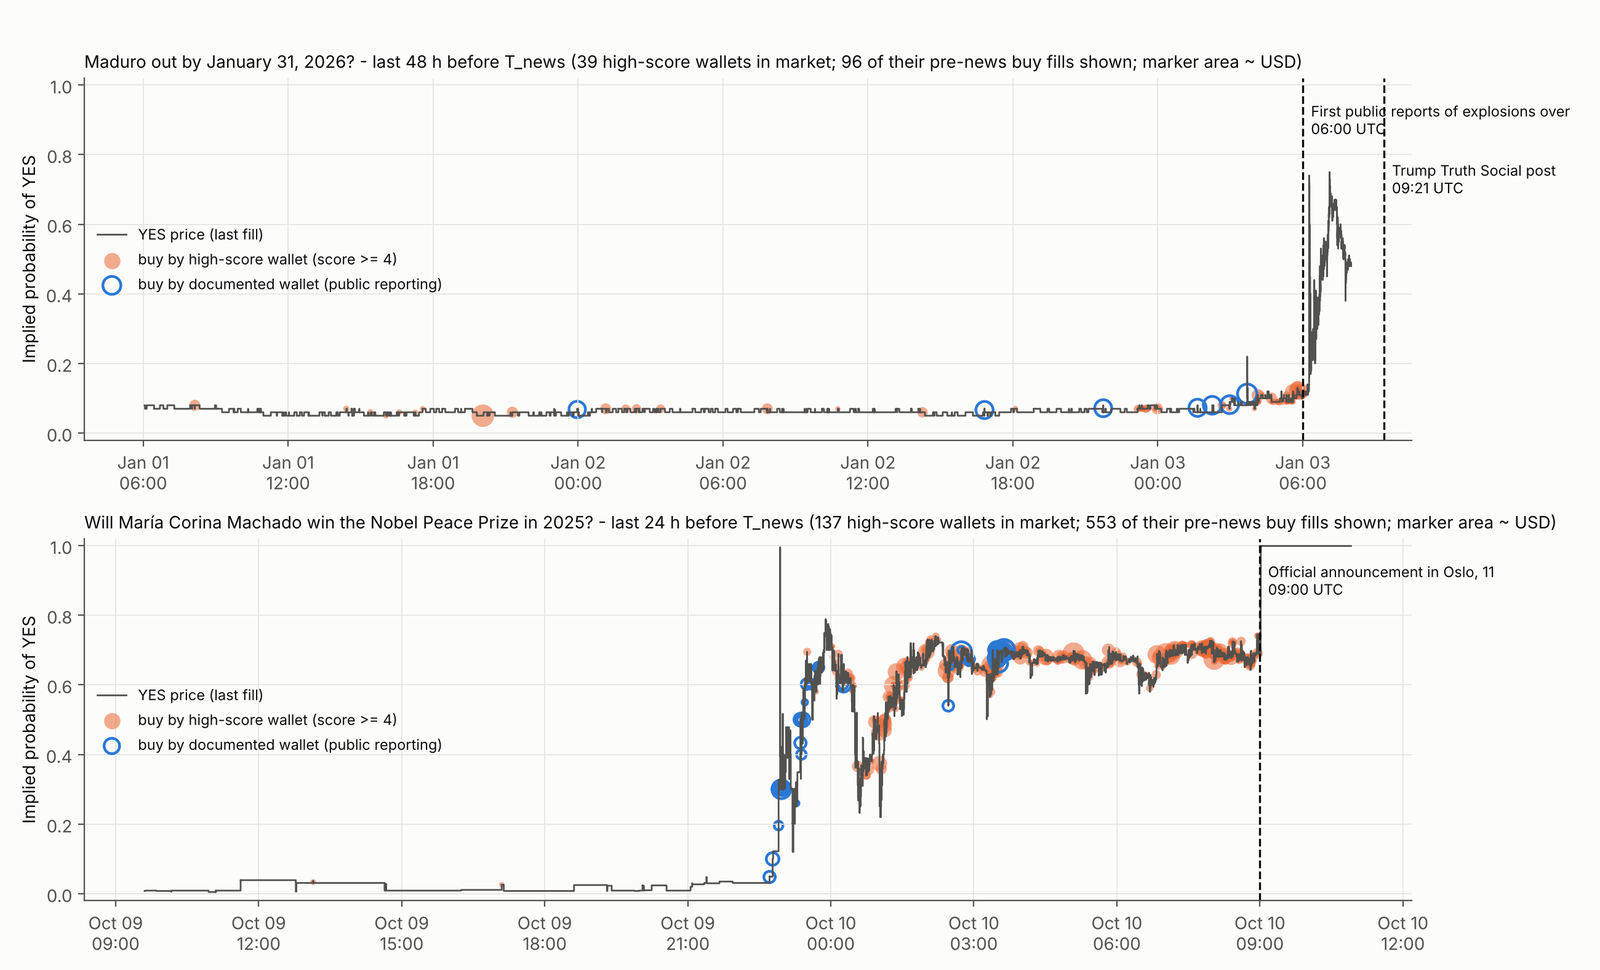 Maduro out by January 31, 2026? - last 48 h before T_news (39 high-score wallets in market; 96 of their pre-news buy fills shown; marker area ~ USD)
Implied probability of YES
1.0
0.8
0.6
0.4
0.2
0.0
First public reports of explosions over
06:00 UTC
Trump Truth Social post
09:21 UTC
YES price (last fill)
buy by high-score wallet (score >= 4)
buy by documented wallet (public reporting)
Jan 01 Jan 01 Jan 01 Jan 02 Jan 02 Jan 02 Jan 02 Jan 03 Jan 03
06:00 12:00 18:00 00:00 06:00 12:00 18:00 00:00 06:00
Will María Corina Machado win the Nobel Peace Prize in 2025? - last 24 h before T_news (137 high-score wallets in market; 553 of their pre-news buy fills shown; marker area ~ USD)
Implied probability of YES
1.0
0.8
0.6
0.4
0.2
0.0
Official announcement in Oslo, 11
09:00 UTC
YES price (last fill)
buy by high-score wallet (score >= 4)
buy by documented wallet (public reporting)
Oct 09 Oct 09 Oct 09 Oct 09 Oct 09 Oct 10 Oct 10 Oct 10 Oct 10 Oct 10
09:00 12:00 15:00 18:00 21:00 00:00 03:00 06:00 09:00 12:00